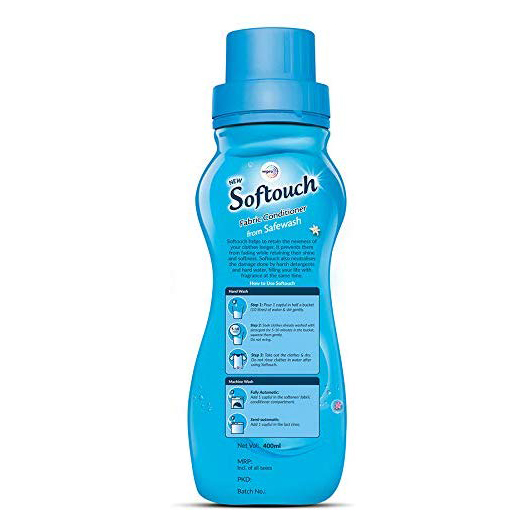 wipro
NEW
Softouch
Fabric Conditioner
from Safewash
Softouch helps to retain the newness of
your clothes longer. It prevents them
from fading while retaining their shine
and softness. Softouch also neutralises
the damage done by harsh detergents
and hard water, filling your life with
fragrance at the same time.
How to Use Softouch
Hand Wash
Step 1: Pour 1 capful in half a bucket
(10 litres) of water & stir gently.
Step 2: Soak clothes already washed with
detergent for 5-10 minutes in the bucket,
squeeze them gently.
Do not wring.
Step 3: Take out the clothes & dry.
Do not rinse clothes in water after
using Softouch.
Machine Wash
Fully Automatic:
Add 1 capful in the softener/ fabric
conditioner compartment.
Semi-automatic:
Add 1 capful in the last rinse.
Net Vol.: 400ml
MRP:
Incl. of all taxes
PKD:
Batch No.: